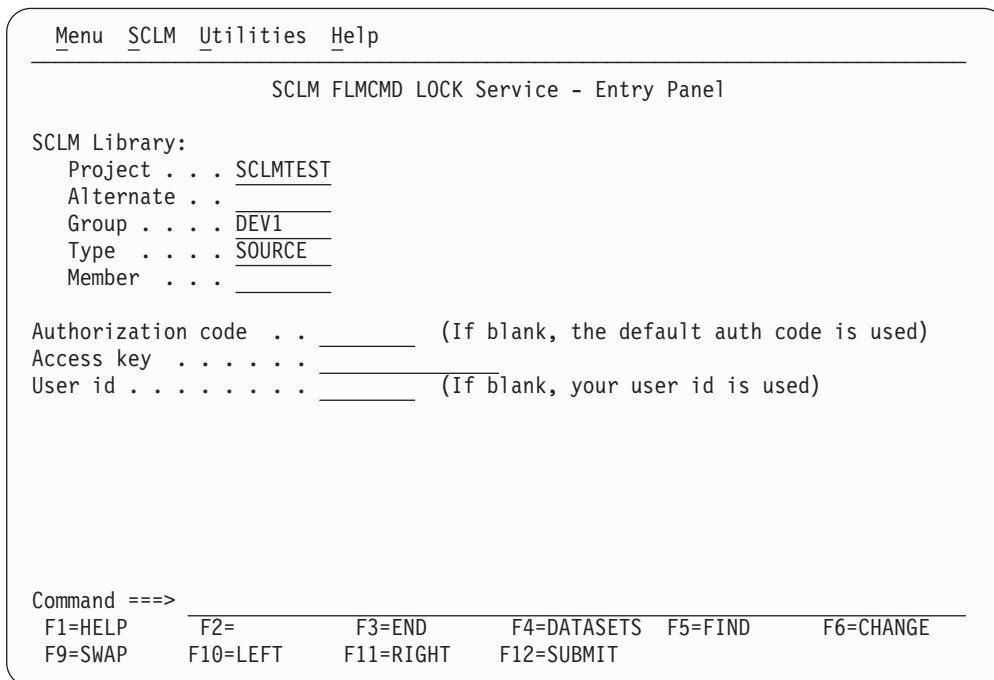 Menu SCLM Utilities Help
SCLM FLMCMD LOCK Service - Entry Panel
SCLM Library:
Project . . . SCLMTEST
Alternate . .
Group . . . . DEV1
Type . . . . SOURCE
Member . . .
Authorization code . . (If blank, the default auth code is used)
Access key . . . . . .
User id . . . . . . . . (If blank, your user id is used)
Command ===>
F1=HELP F2= F3=END F4=DATASETS F5=FIND F6=CHANGE
F9=SWAP F10=LEFT F11=RIGHT F12=SUBMIT